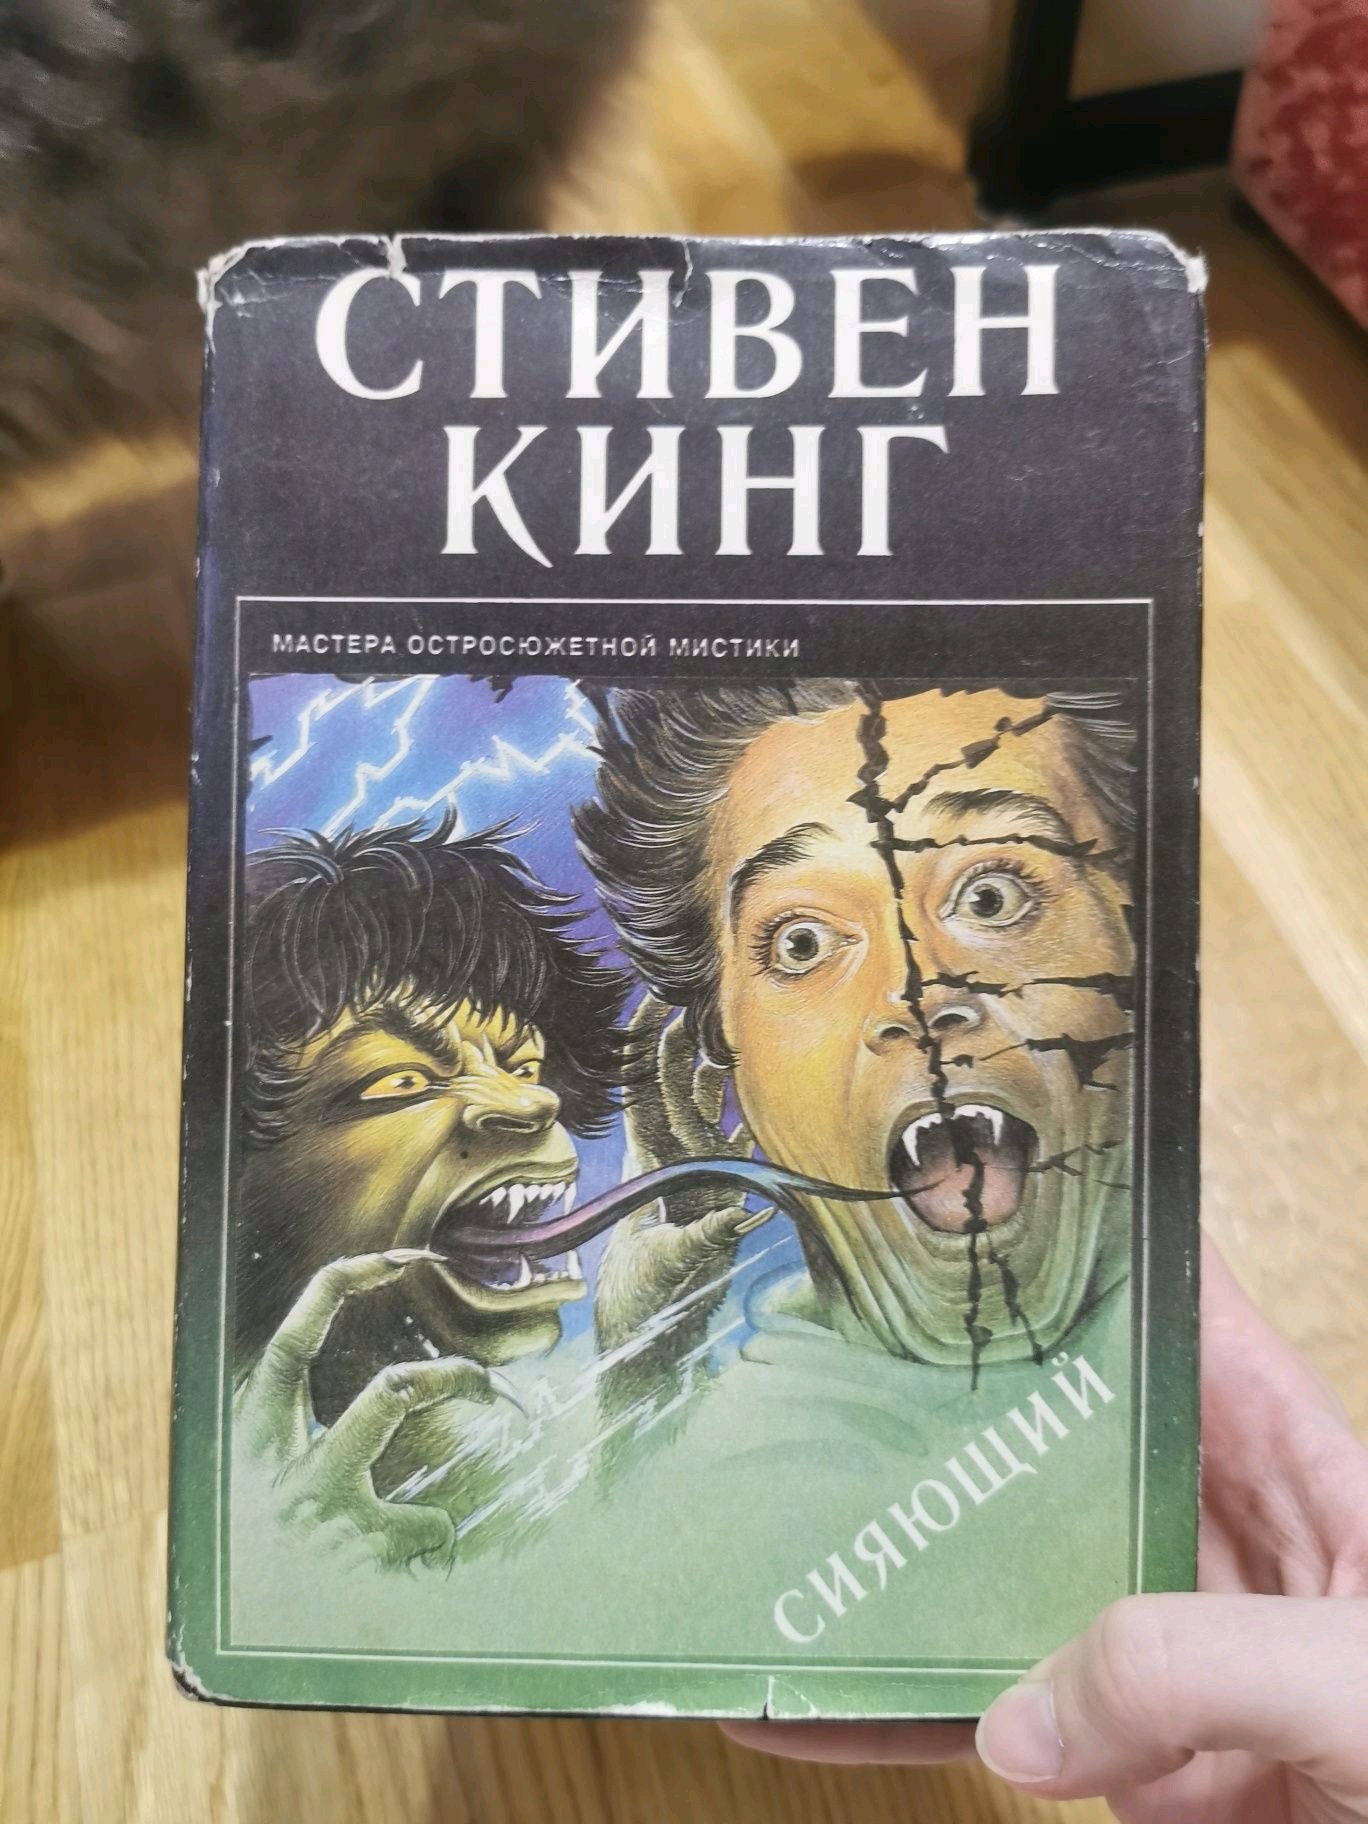 СТИВЕН
КИНГ
МАСТЕРА ОСТРОСЮЖЕТНОЙ МИСТИКИ
СИЯЮЩИЙ